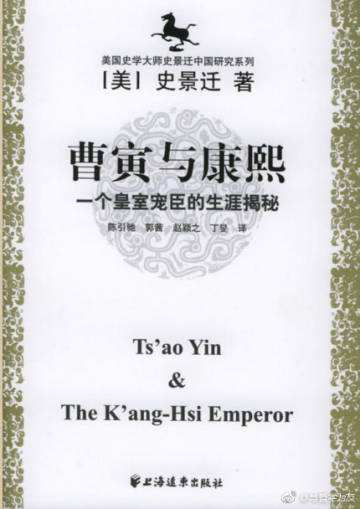 美国史学大师史景迁中国研究系列
[美] 史景迁 著
曹寅与康熙
一个皇室宠臣的生涯揭秘
陈引驰 郭茜 赵颖之 丁旻 译
Ts'ao Yin
&
The K'ang-Hsi Emperor
上海远东出版社